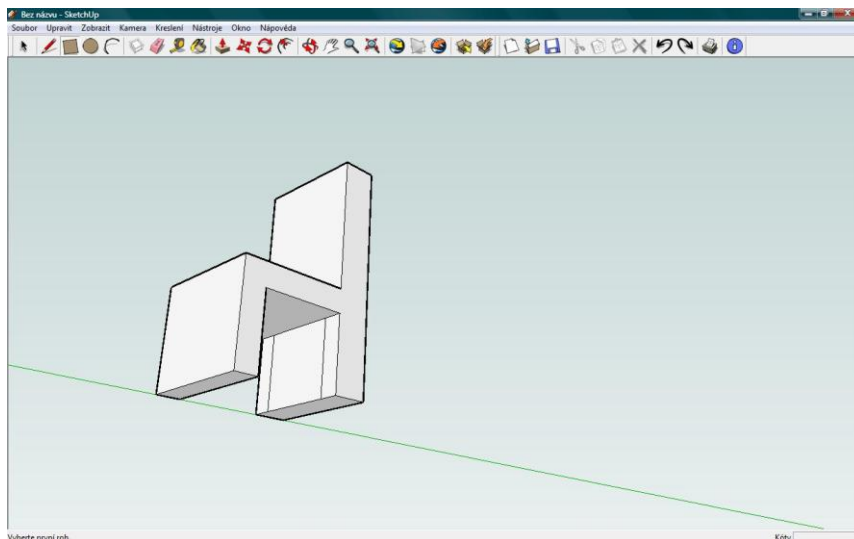 Bez názvu - SketchUp
Soubor Upravit Zobrazit Kamera Kreslení Nástroje Okno Nápověda
Vyberte první roh Kóty